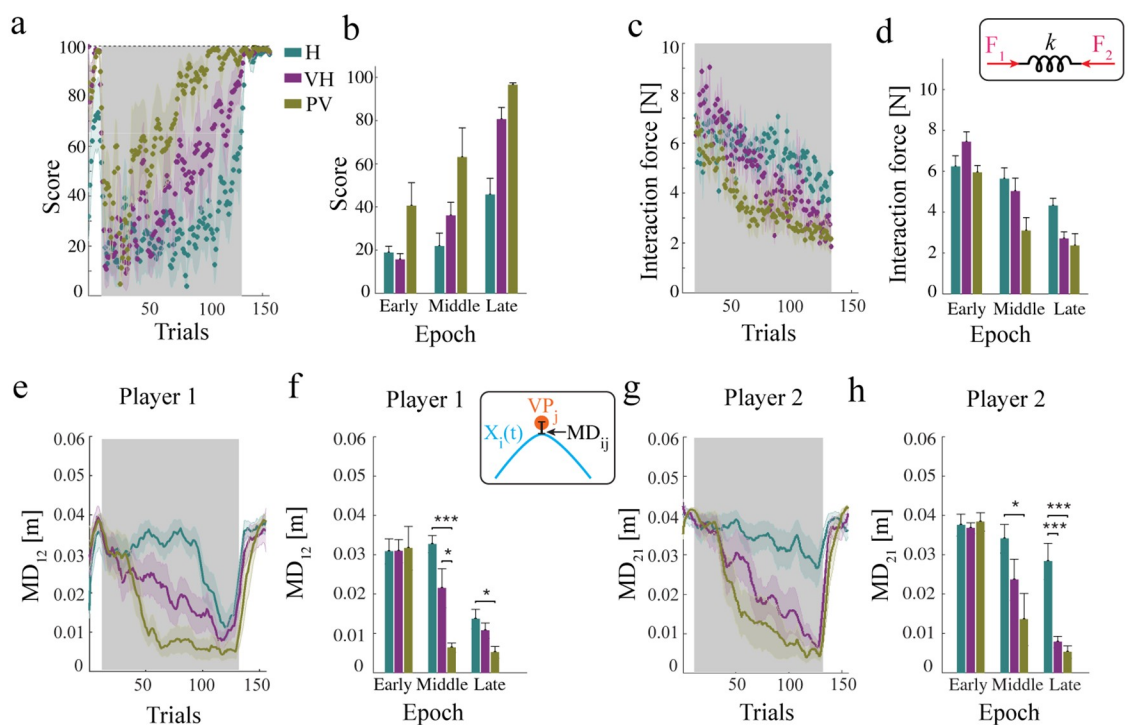 a
100
80
60
40
20
0
Score
50
100
150
Trials
H
VH
PV
b
100
80
60
40
20
0
Score
Early Middle Late
Epoch
c
10
8
6
4
2
0
Interaction force [N]
50
100
150
Trials
d
F1 k F2
10
8
6
4
2
0
Interaction force [N]
Early Middle Late
Epoch
e
Player 1
0.06
0.05
0.04
0.03
0.02
0.01
0
MD12 [m]
50
100
150
Trials
f
Player 1
VPj
Xi(t)
MDij
0.06
0.05
0.04
0.03
0.02
0.01
0
MD12 [m]
***
*
*
Early Middle Late
Epoch
g
Player 2
0.06
0.05
0.04
0.03
0.02
0.01
0
MD21 [m]
50
100
150
Trials
h
Player 2
0.06
0.05
0.04
0.03
0.02
0.01
0
MD21 [m]
*
***
***
Early Middle Late
Epoch